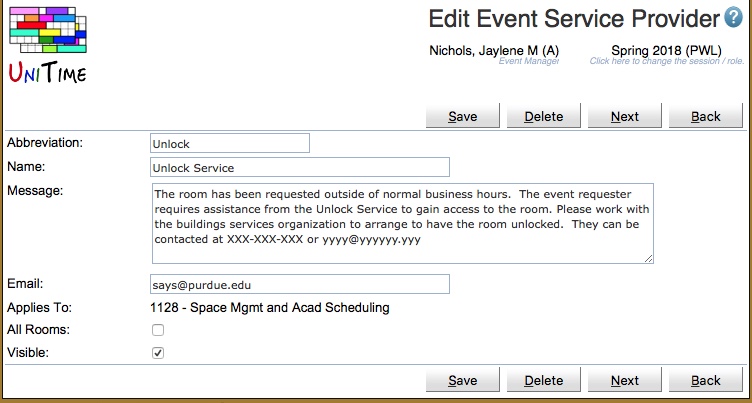 Edit Event Service Provider ?
UNITIME
Nichols, Jaylene M (A)
Event Manager
Spring 2018 (PWL)
Click here to change the session / role.
Save Delete Next Back
Abbreviation: Unlock
Name: Unlock Service
Message: The room has been requested outside of normal business hours. The event requester
requires assistance from the Unlock Service to gain access to the room. Please work with
the buildings services organization to arrange to have the room unlocked. They can be
contacted at XXX-XXX-XXX or yyyy@yyyyyy.yyy
Email: says@purdue.edu
Applies To: 1128 - Space Mgmt and Acad Scheduling
All Rooms:
Visible:
Save Delete Next Back